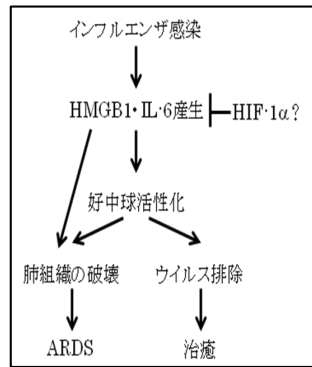 インフルエンザ感染
HMGB1・IL-6産生 HIF-1α?
好中球活性化
肺組織の破壊 ウイルス排除
ARDS 治癒